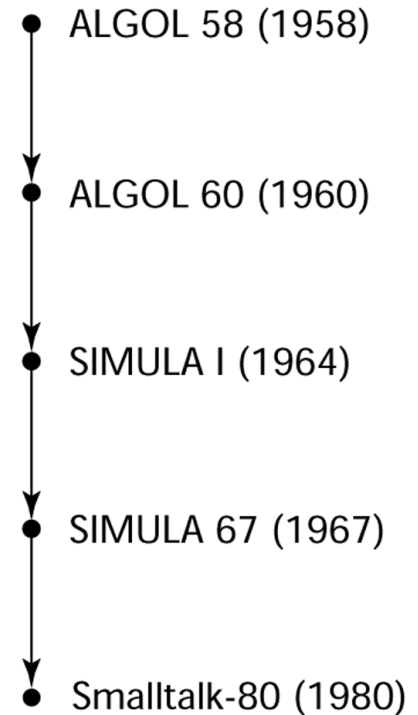 ALGOL 58 (1958)
ALGOL 60 (1960)
SIMULA I (1964)
SIMULA 67 (1967)
Smalltalk-80 (1980)